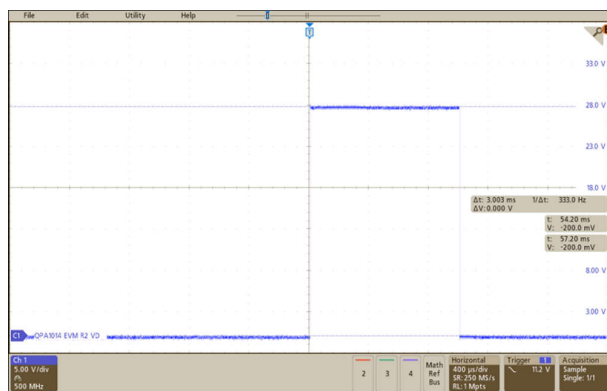 File Edit Utility Help
T
33.0 V
28.0 V
23.0 V
18.0 V
Δt: 3.003 ms 1/Δt: 333.0 Hz
ΔV: 0.000 V
t: 54.20 ms
V: -200.0 mV
t: 57.20 ms
V: -200.0 mV
8.00 V
3.00 V
C1 QPA1014 EVM R2 VD
Ch 1
5.00 V/div
500 MHz
2 3 4
Math
Ref
Bus
Horizontal
400 µs/div
SR: 250 MS/s
RL: 1 Mpts
Trigger 1
11.2 V
Acquisition
Sample
Single: 1/1